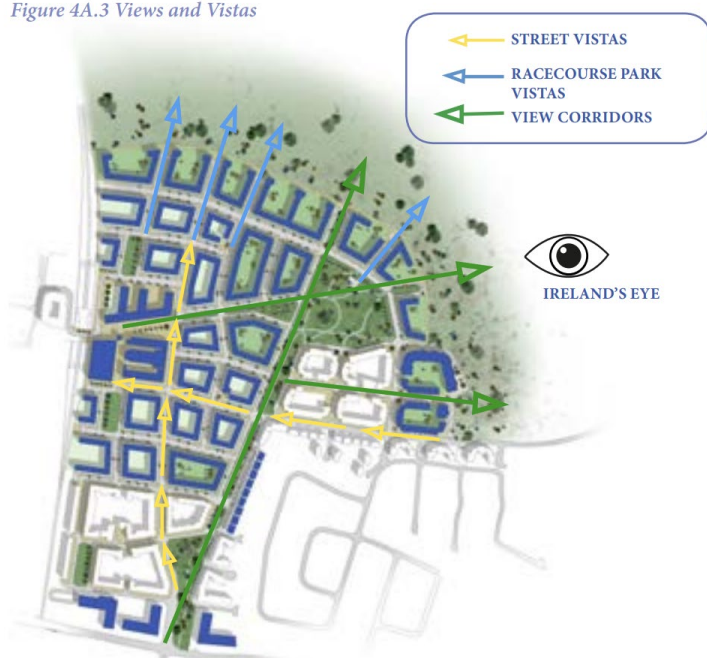 Figure 4A.3 Views and Vistas
STREET VISTAS
RACECOURSE PARK
VISTAS
VIEW CORRIDORS
IRELAND'S EYE